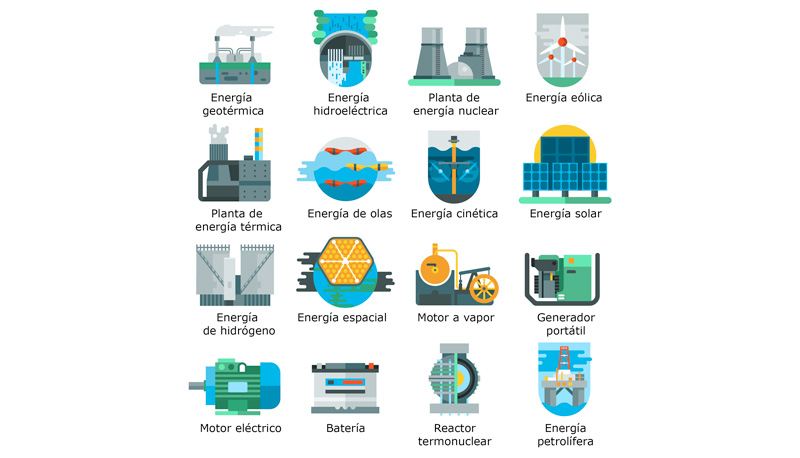 Energía
geotérmica
Energía
hidroeléctrica
Planta de
energía nuclear
Energía eólica
Planta de
energía térmica
Energía de olas
Energía cinética
Energía solar
Energía
de hidrógeno
Energía espacial
Motor a vapor
Generador
portátil
Motor eléctrico
Batería
Reactor
termonuclear
Energía
petrolífera